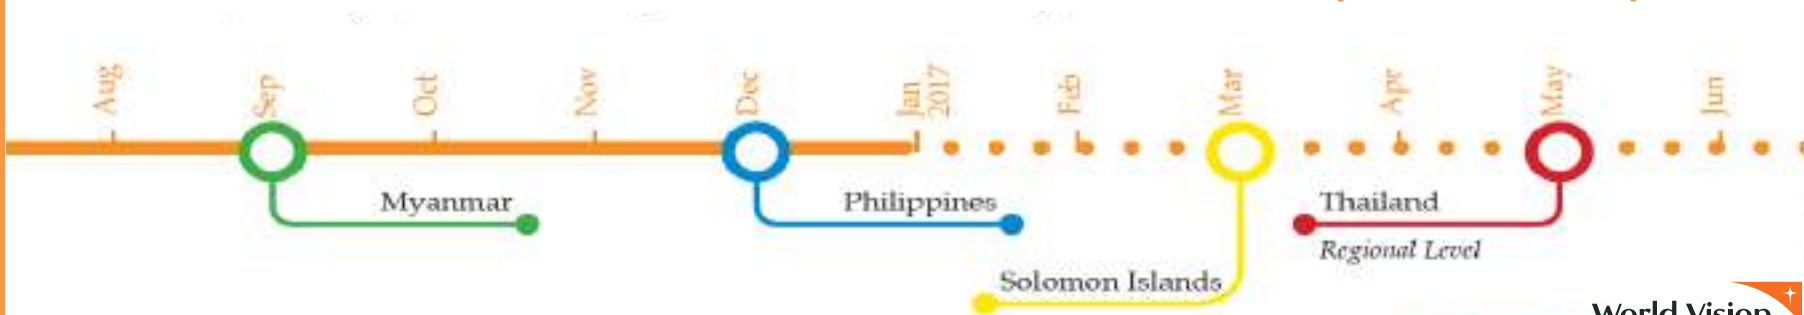 Aug
Sep
Oct
Nov
Dec
Jan
2017
Feb
Mar
Apr
May
Jun
Myanmar
Philippines
Thailand
Regional Level
Solomon Islands
World Vision